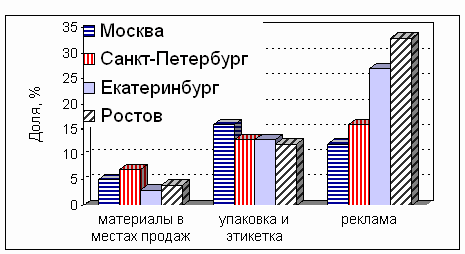 35
30
25
20
15
10
5
0
Доля, %
Москва
Санкт-Петербург
Екатеринбург
Ростов
материалы в
местах продаж
упаковка и
этикетка
реклама